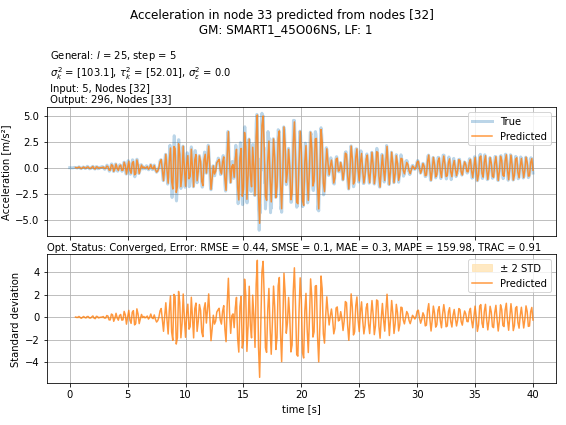 Acceleration in node 33 predicted from nodes [32]
GM: SMART1_45O06NS, LF: 1
General: l = 25, step = 5
σ²ₖ = [103.1], τ²ₖ = [52.01], σ²ε = 0.0
Input: 5, Nodes [32]
Output: 296, Nodes [33]
Acceleration [m/s²]
5.0
2.5
0.0
−2.5
−5.0
True
Predicted
Opt. Status: Converged, Error: RMSE = 0.44, SMSE = 0.1, MAE = 0.3, MAPE = 159.98, TRAC = 0.91
Standard deviation
4
2
0
−2
−4
± 2 STD
Predicted
0 5 10 15 20 25 30 35 40
time [s]